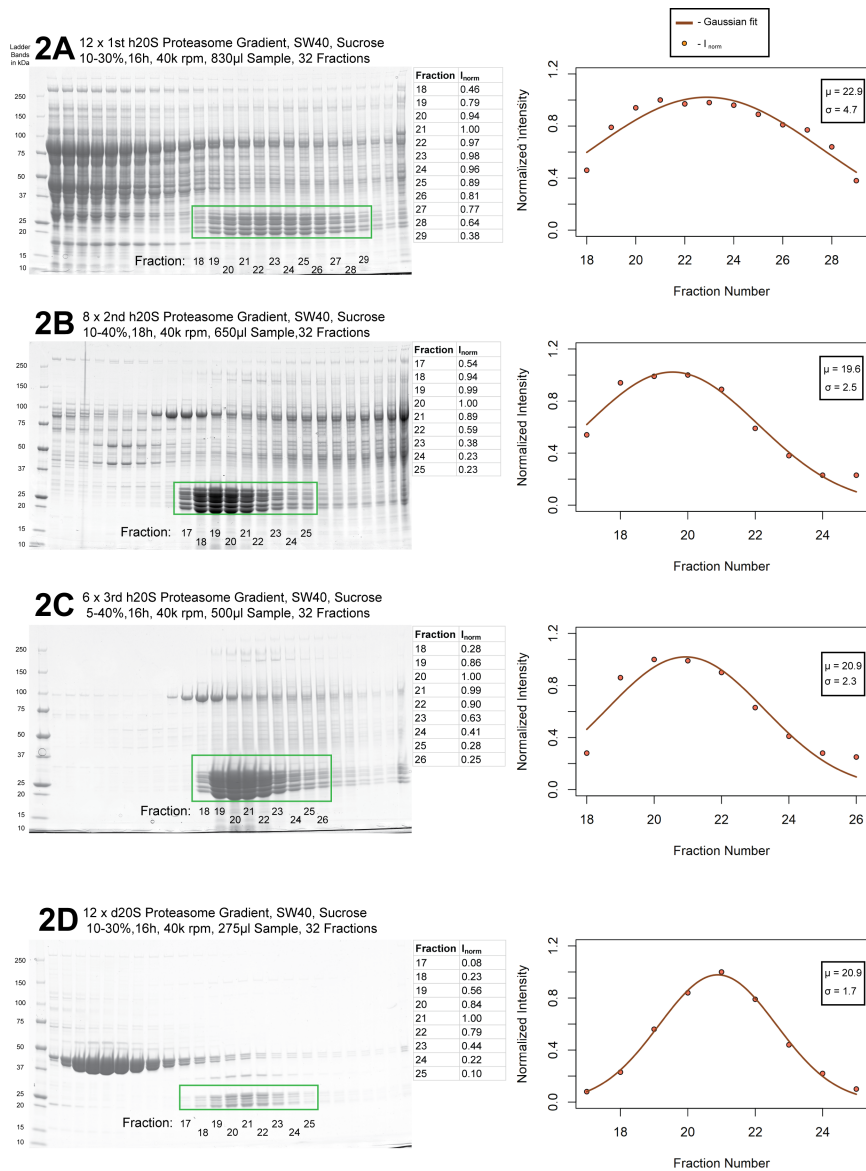 Ladder
Bands
in kDa
2A
12 x 1st h20S Proteasome Gradient, SW40, Sucrose
10-30%,16h, 40k rpm, 830µl Sample, 32 Fractions
250
150
100
75
50
37
25
20
15
10
Fraction: 18 19 20 21 22 23 24 25 26 27 28 29
Fraction Inorm
18 0.46
19 0.79
20 0.94
21 1.00
22 0.97
23 0.98
24 0.96
25 0.89
26 0.81
27 0.77
28 0.64
29 0.38
- Gaussian fit
- Inorm
µ = 22.9
σ = 4.7
Normalized Intensity
0.0 0.4 0.8 1.2
18 20 22 24 26 28
Fraction Number
2B
8 x 2nd h20S Proteasome Gradient, SW40, Sucrose
10-40%,18h, 40k rpm, 650µl Sample,32 Fractions
250
150
100
75
50
37
25
20
15
10
Fraction: 17 18 19 20 21 22 23 24 25
Fraction Inorm
17 0.54
18 0.94
19 0.99
20 1.00
21 0.89
22 0.59
23 0.38
24 0.23
25 0.23
µ = 19.6
σ = 2.5
Normalized Intensity
0.0 0.4 0.8 1.2
18 20 22 24
Fraction Number
2C
6 x 3rd h20S Proteasome Gradient, SW40, Sucrose
5-40%,16h, 40k rpm, 500µl Sample, 32 Fractions
250
150
100
75
50
37
25
20
15
10
Fraction: 18 19 20 21 22 23 24 25 26
Fraction Inorm
18 0.28
19 0.86
20 1.00
21 0.99
22 0.90
23 0.63
24 0.41
25 0.28
26 0.25
µ = 20.9
σ = 2.3
Normalized Intensity
0.0 0.4 0.8 1.2
18 20 22 24 26
Fraction Number
2D
12 x d20S Proteasome Gradient, SW40, Sucrose
10-30%,16h, 40k rpm, 275µl Sample, 32 Fractions
250
150
100
75
50
37
25
20
15
10
Fraction: 17 18 19 20 21 22 23 24 25
Fraction Inorm
17 0.08
18 0.23
19 0.56
20 0.84
21 1.00
22 0.79
23 0.44
24 0.22
25 0.10
µ = 20.9
σ = 1.7
Normalized Intensity
0.0 0.4 0.8 1.2
18 20 22 24
Fraction Number